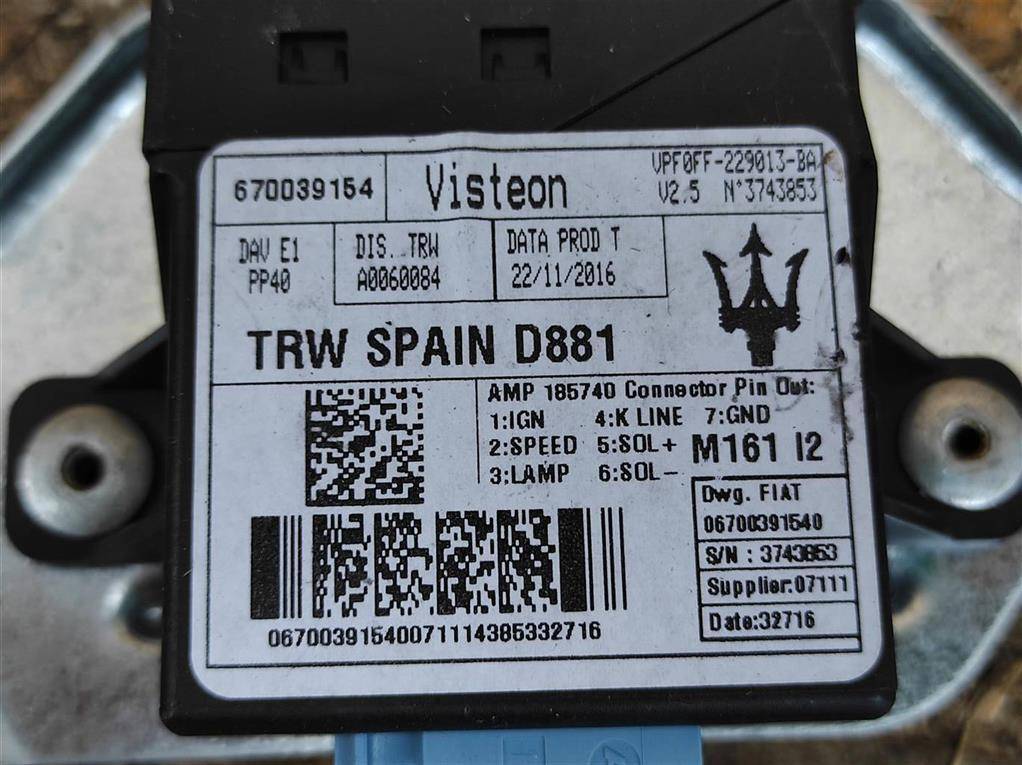 670039154
Visteon
VPF0FF-229013-BA
V2.5 N°3743853
DAV E1
PP40
DIS. TRW
A0060084
DATA PROD T
22/11/2016
TRW SPAIN D881
AMP 185740 Connector Pin Out:
1:IGN 4:K LINE 7:GND
2:SPEED 5:SOL+
3:LAMP 6:SOL-
M161 I2
Dwg. FIAT
06700391540
S/N : 3743853
Supplier:07111
Date:32716
06700391540071114385332716